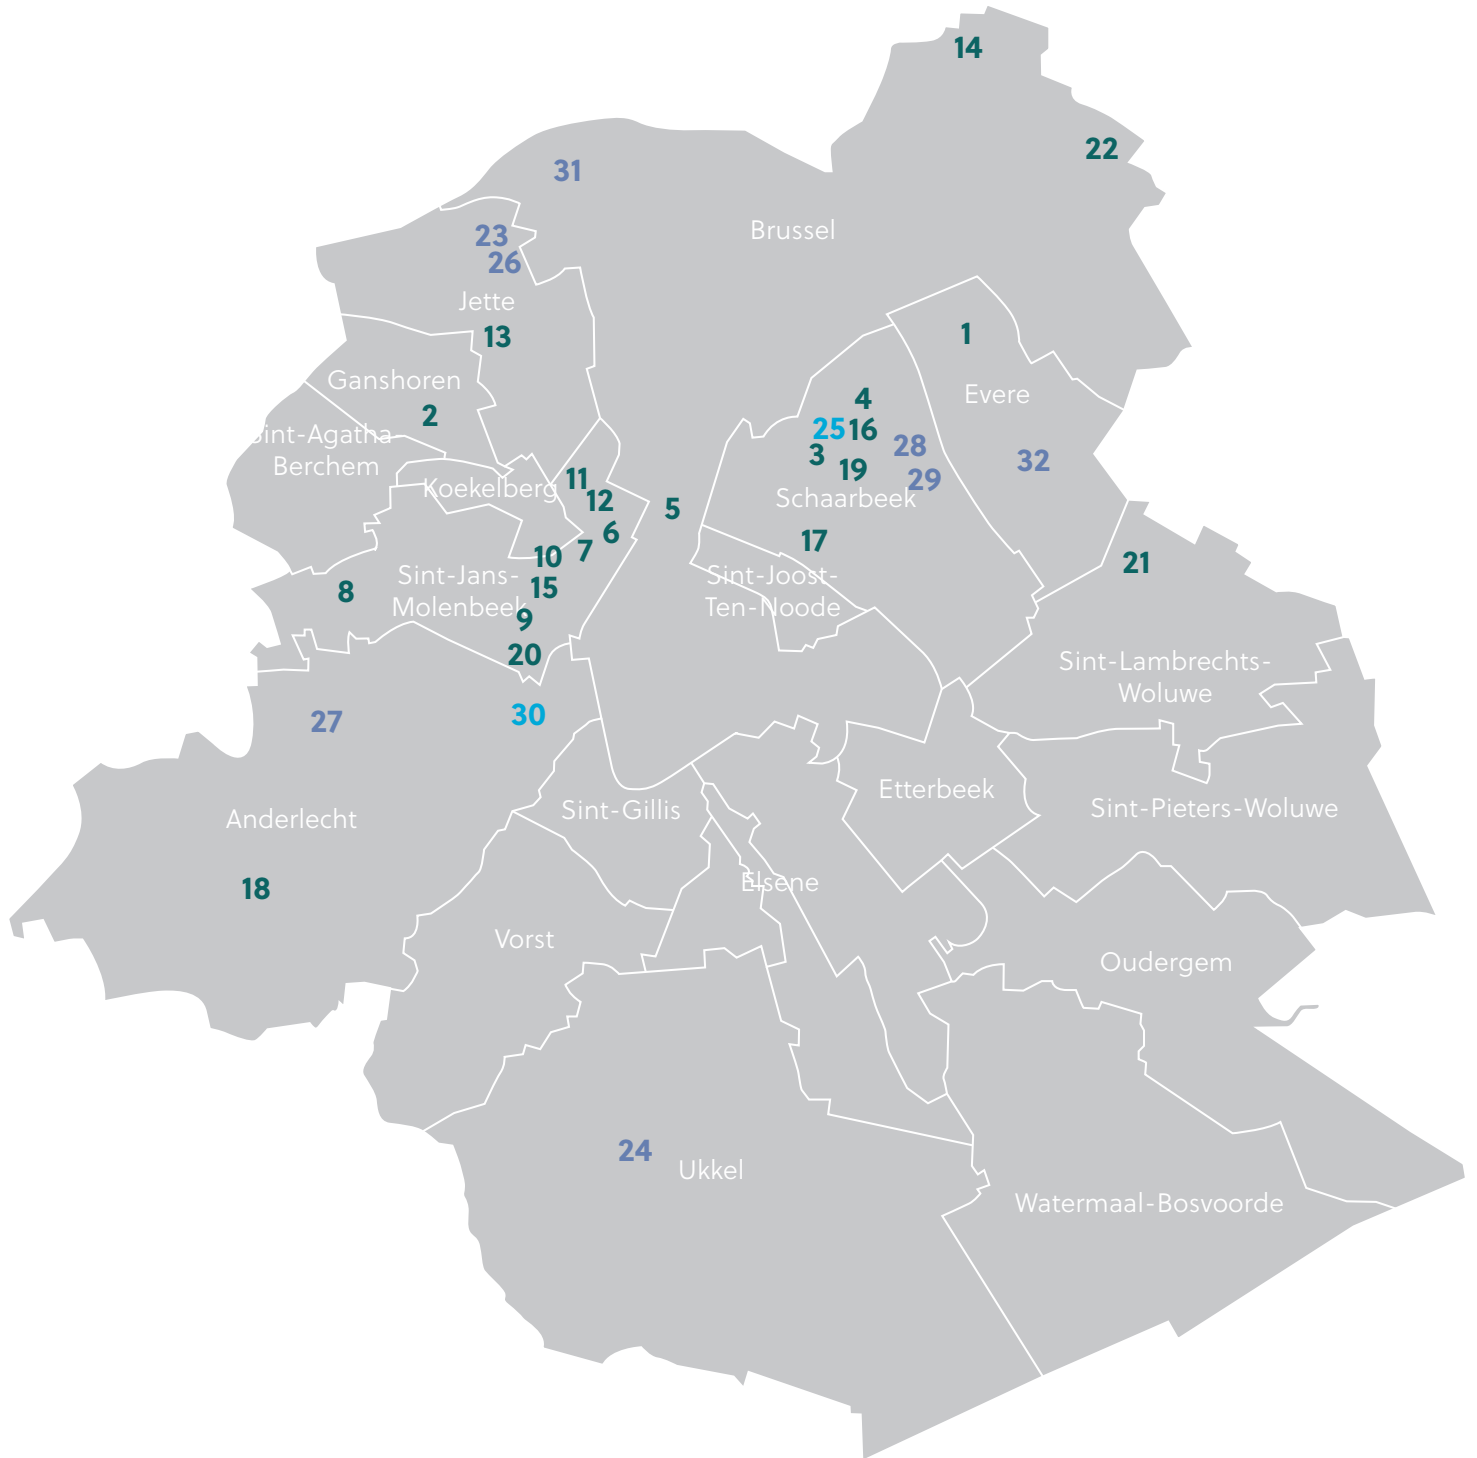 14
22
31
Brussel
23
26
Jette
13
1
Ganshoren
Evere
2
4
25 16
Sint-Agatha-
Berchem
3
28
19
29
32
Koekelberg
11
12
Schaarbeek
5
6
17
7
10
21
Sint-Jans-
Molenbeek
8
15
Sint-Joost-
Ten-Noode
9
20
Sint-Lambrechts-
Woluwe
27
30
Etterbeek
Sint-Gillis
Sint-Pieters-Woluwe
Anderlecht
18
Elsene
Vorst
Oudergem
24
Ukkel
Watermaal-Bosvoorde